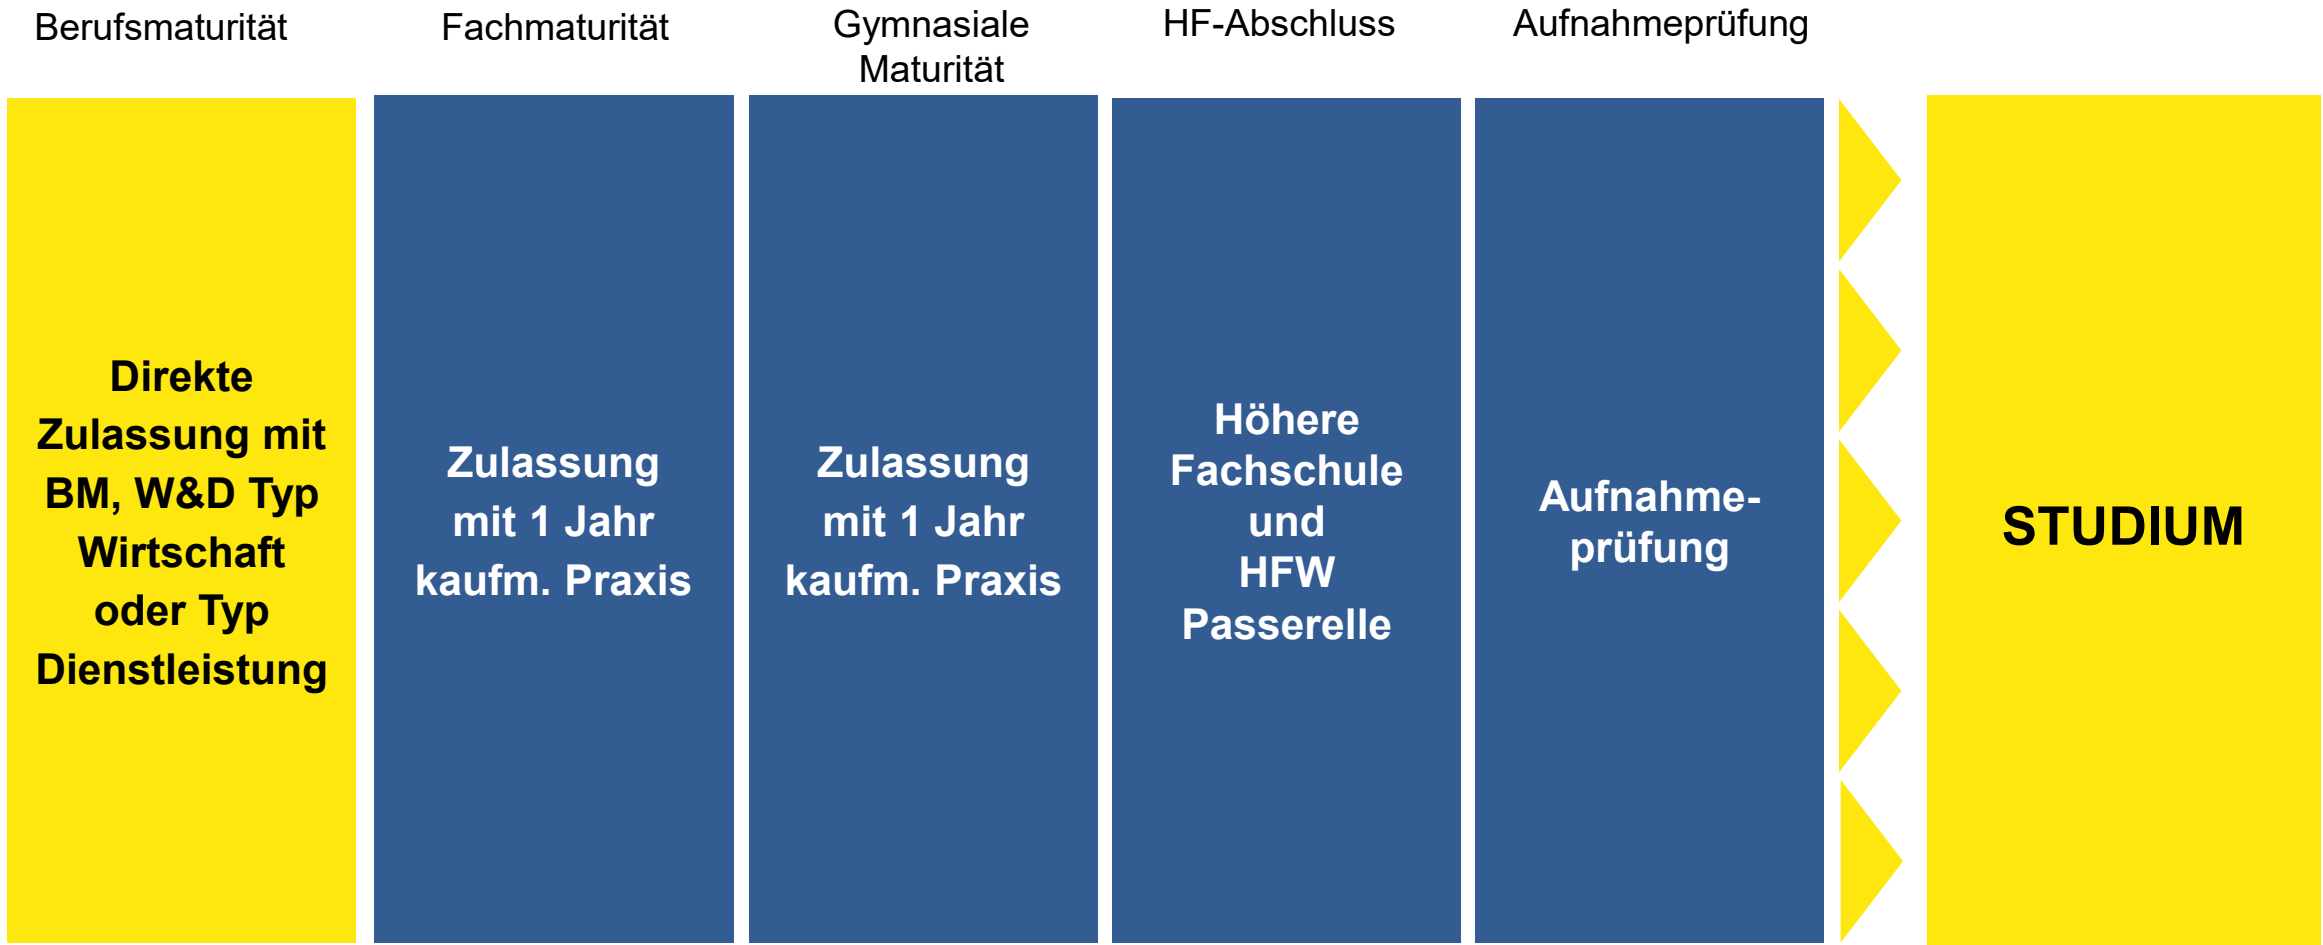 Berufsmaturität
Fachmaturität
Gymnasiale
Maturität
HF-Abschluss
Aufnahmeprüfung
Direkte
Zulassung mit
BM, W&D Typ
Wirtschaft
oder Typ
Dienstleistung
Zulassung
mit 1 Jahr
kaufm. Praxis
Zulassung
mit 1 Jahr
kaufm. Praxis
Höhere
Fachschule
und
HFW
Passerelle
Aufnahme-
prüfung
STUDIUM